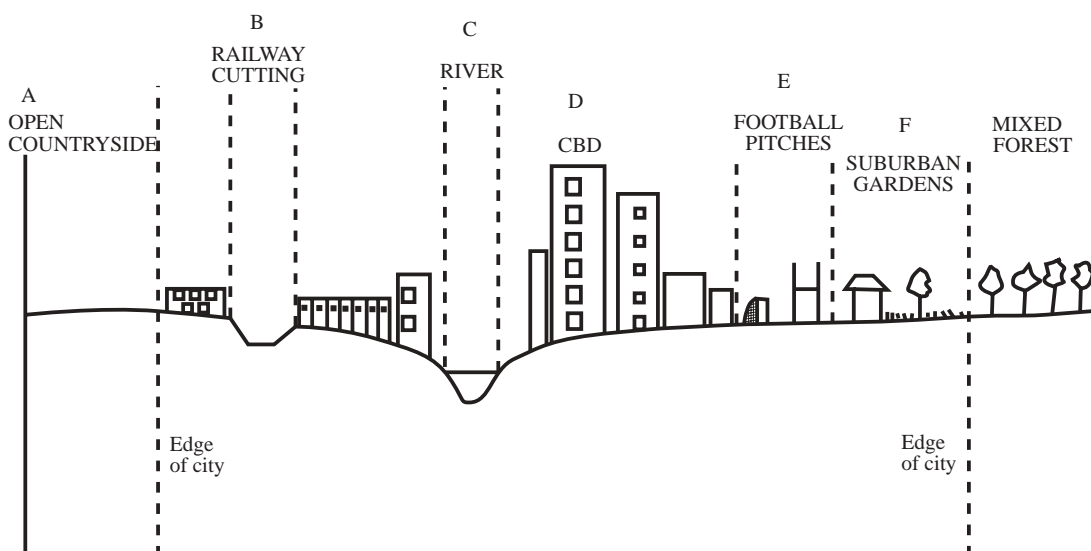 A
OPEN
COUNTRYSIDE
B
RAILWAY
CUTTING
C
RIVER
D
CBD
E
FOOTBALL
PITCHES
F
SUBURBAN
GARDENS
MIXED
FOREST
Edge
of city
Edge
of city